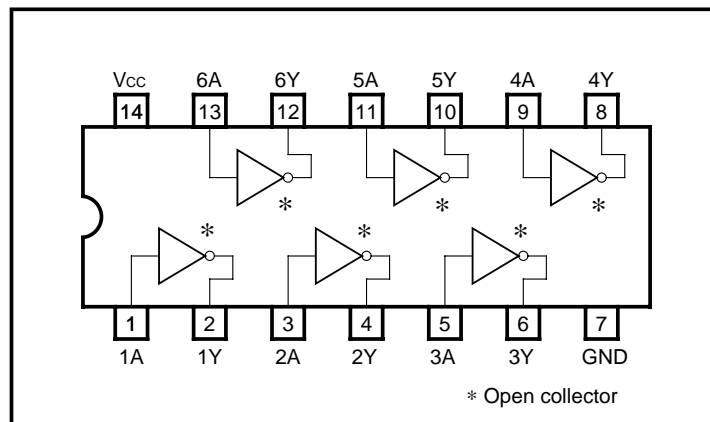 Vcc 6A 6Y 5A 5Y 4A 4Y
14 13 12 11 10 9 8
* * *
* * *
1 2 3 4 5 6 7
1A 1Y 2A 2Y 3A 3Y GND
* Open collector